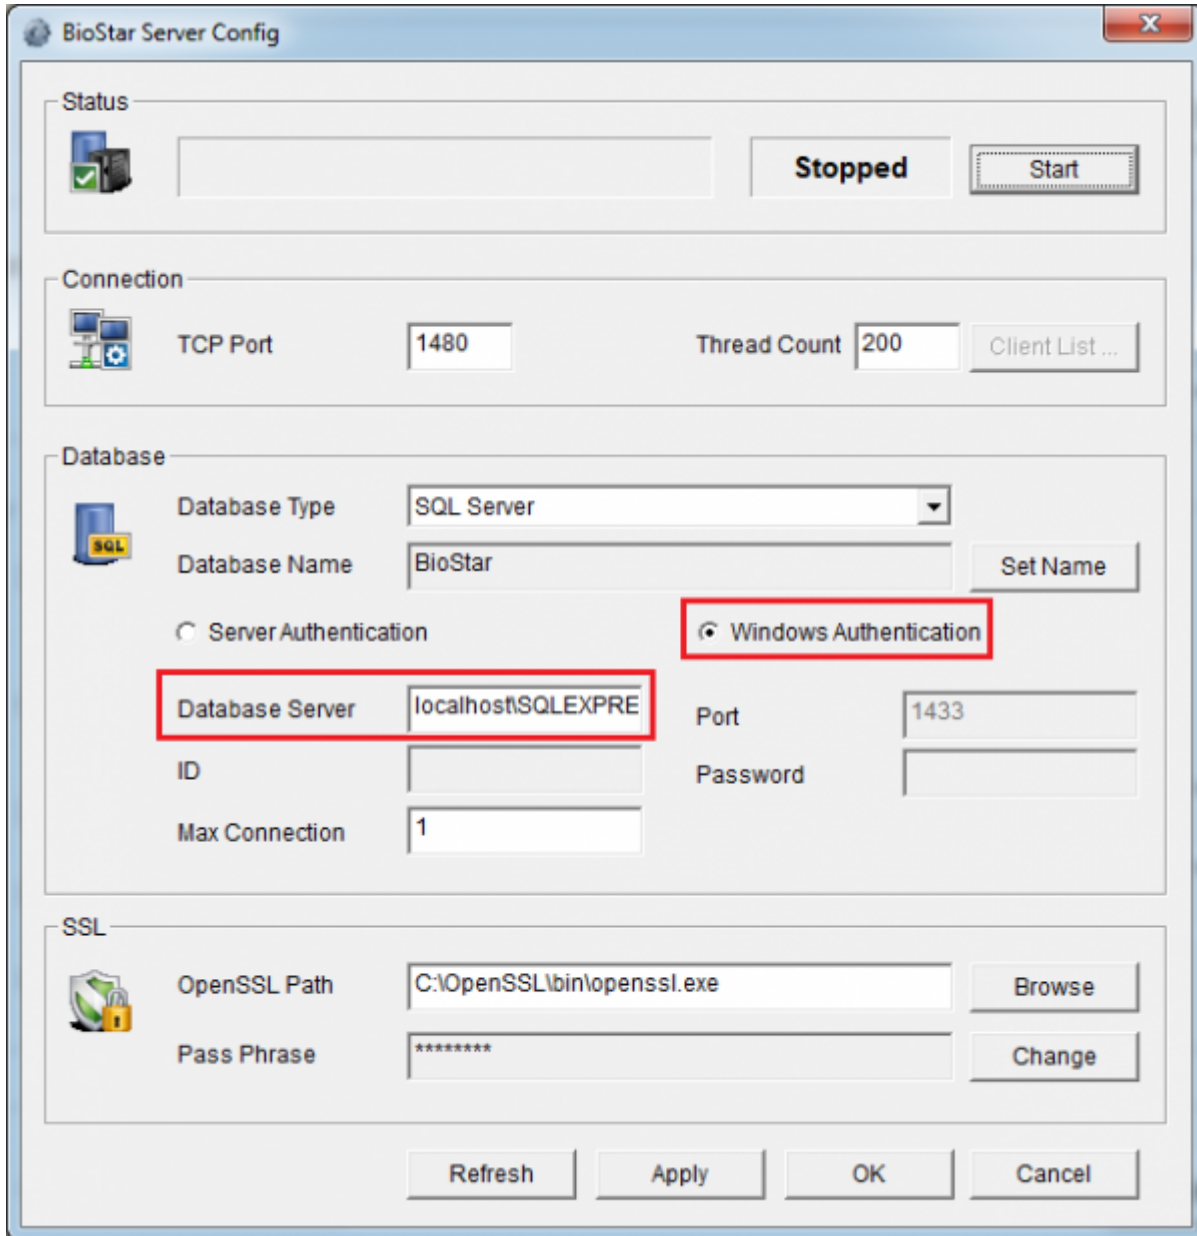 BioStar Server Config
Status
Stopped
Start
Connection
TCP Port
1480
Thread Count
200
Client List ...
Database
Database Type
SQL Server
SQL
Database Name
BioStar
Set Name
Server Authentication
Windows Authentication
Database Server
localhost\SQLEXPRE
Port
1433
ID
Password
Max Connection
1
SSL
OpenSSL Path
C:\OpenSSL\bin\openssl.exe
Browse
Pass Phrase
********
Change
Refresh
Apply
OK
Cancel